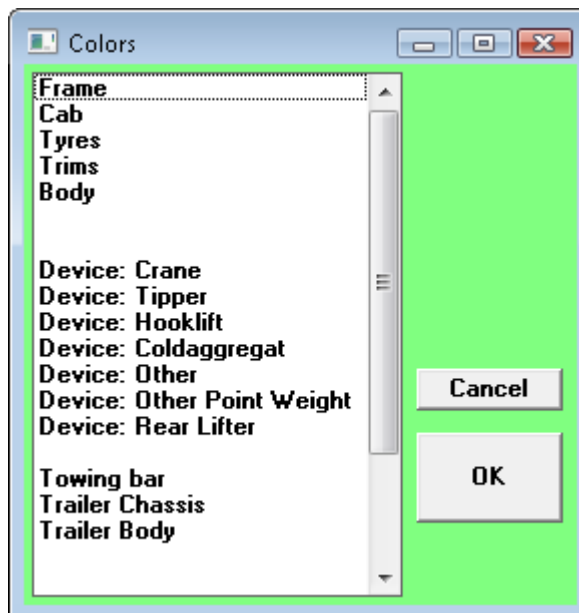 Colors
Frame
Cab
Tyres
Trims
Body
Device: Crane
Device: Tipper
Device: Hooklift
Device: Coldaggregat
Device: Other
Device: Other Point Weight
Device: Rear Lifter
Towing bar
Trailer Chassis
Trailer Body
Cancel
OK